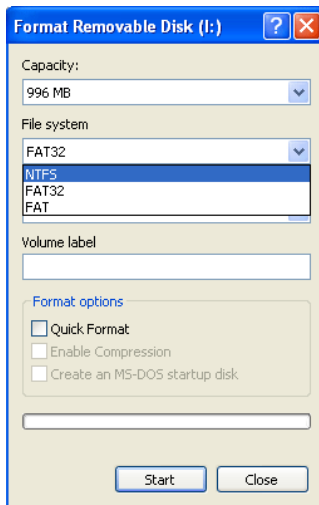 Format Removable Disk (I:)
Capacity:
996 MB
File system
FAT32
NTFS
FAT32
FAT
Volume label
Format options
Quick Format
Enable Compression
Create an MS-DOS startup disk
Start
Close